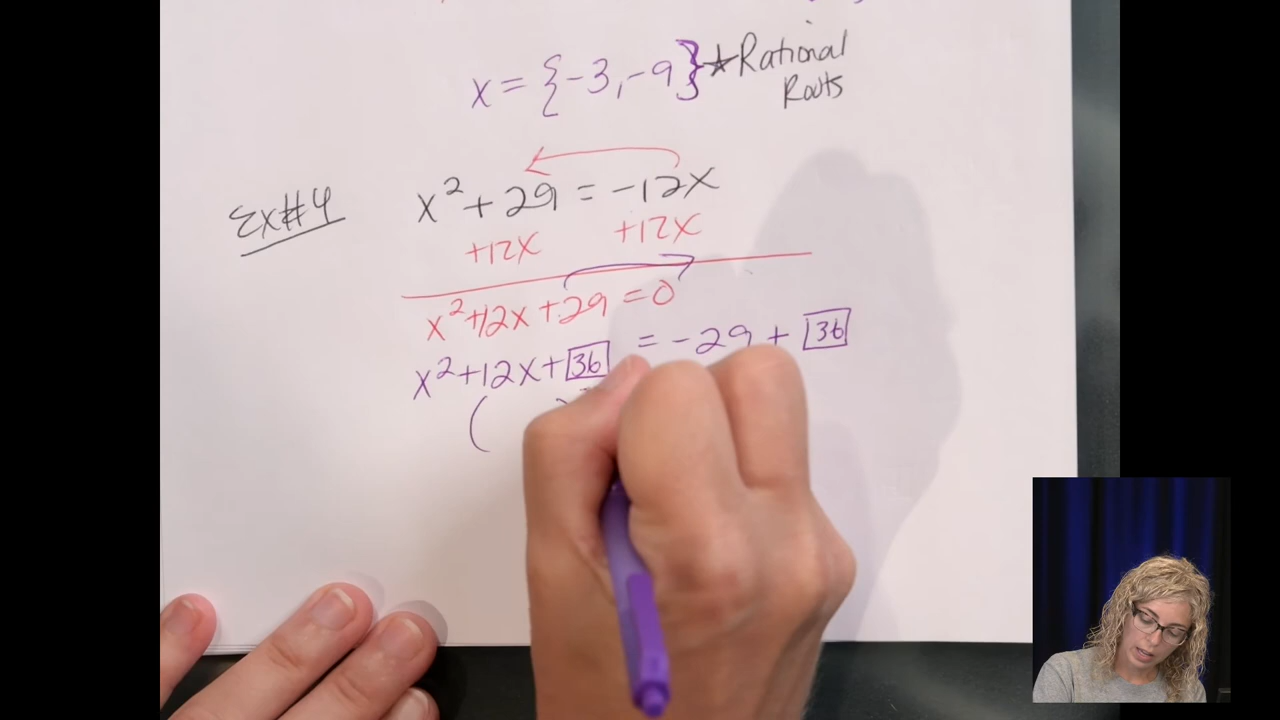 x = {-3, -9} ★Rational
Roots
Ex#4
x² + 29 = -12x
+12x +12x
x² + 12x + 29 = 0
x² + 12x + 36 = -29 + 36
( )